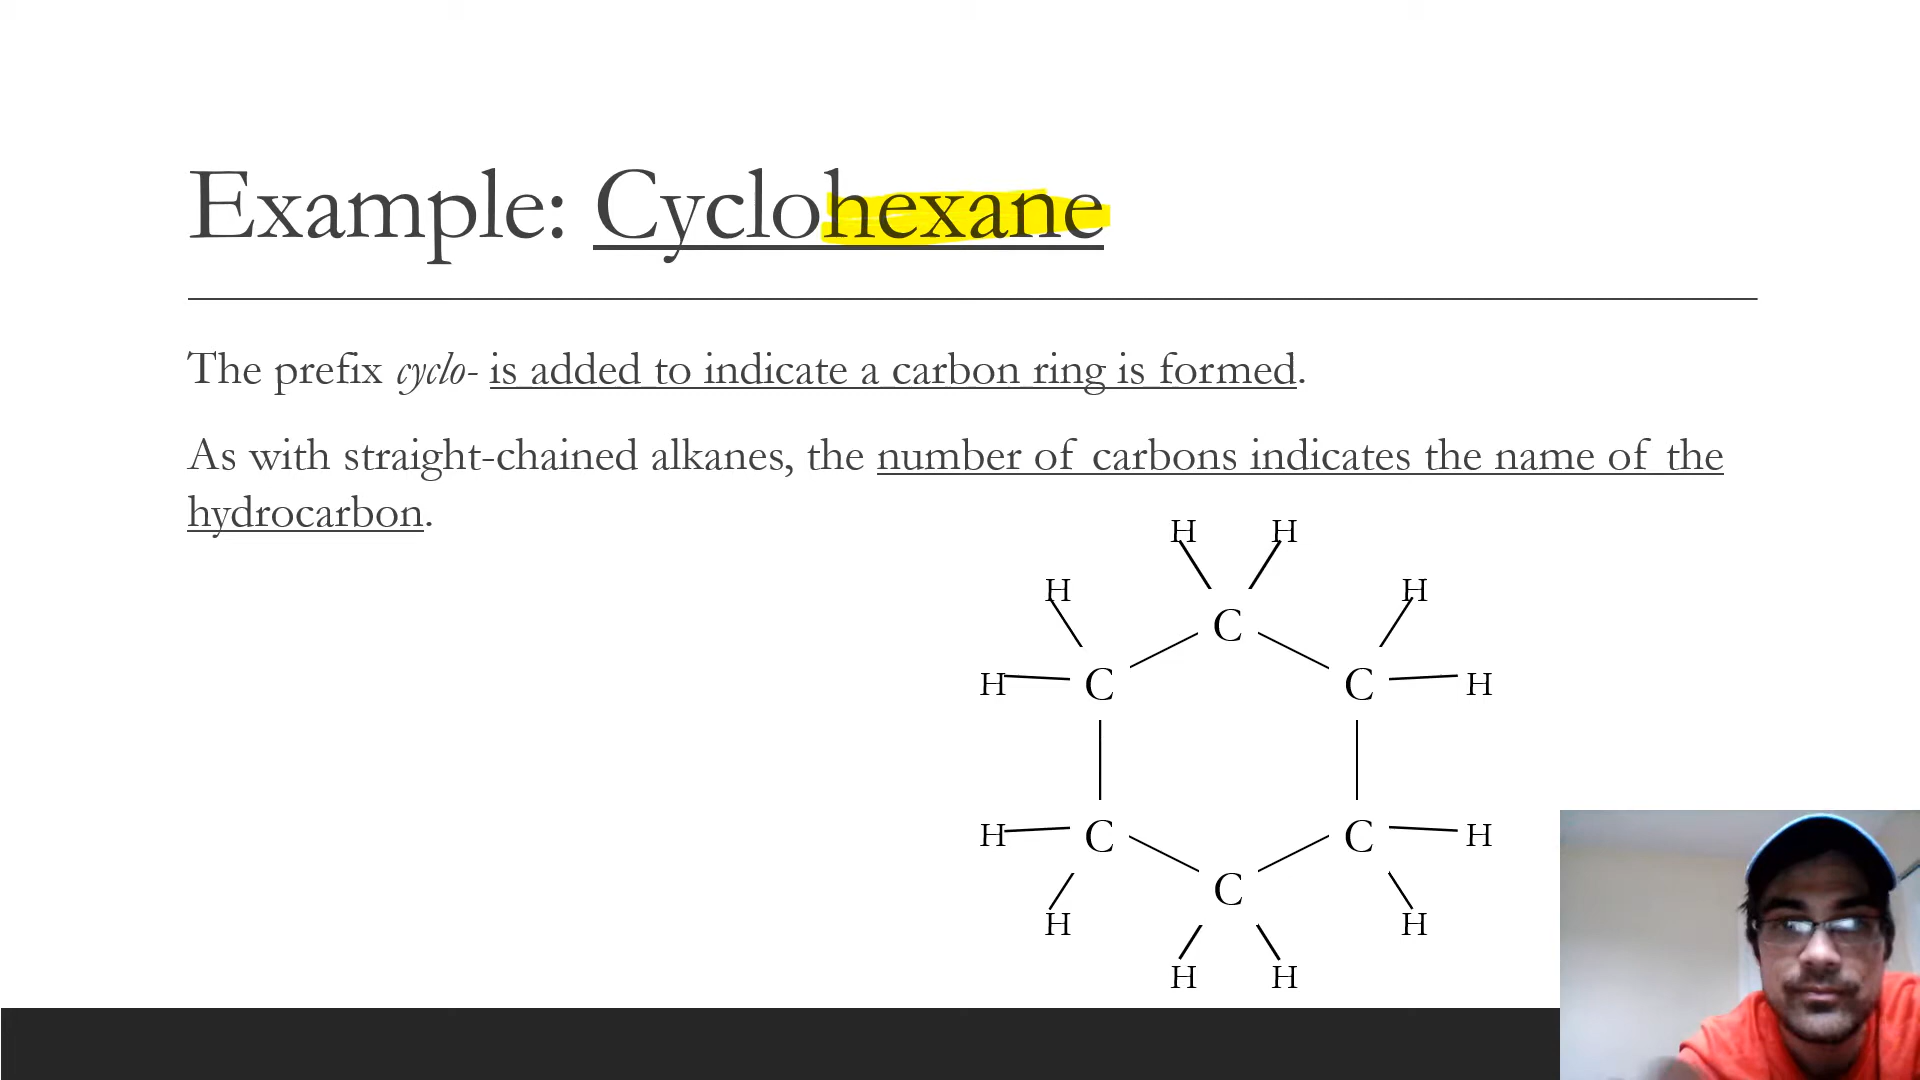 Example: Cyclohexane
The prefix cyclo- is added to indicate a carbon ring is formed.
As with straight-chained alkanes, the number of carbons indicates the name of the
hydrocarbon.
H H
H H
C
H C C H
H C C H
C
H H
H H